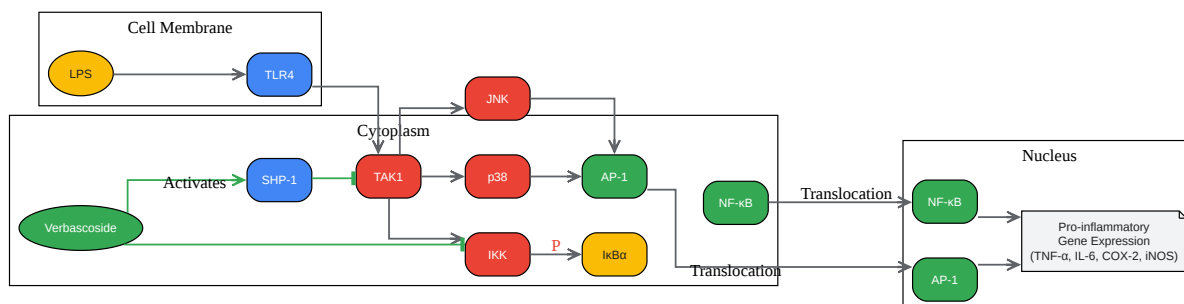 Cell Membrane
LPS
TLR4
JNK
Cytoplasm
Nucleus
Activates
SHP-1
TAK1
p38
AP-1
NF-κB
Translocation
NF-κB
Verbascoside
IKK
P
IκBα
Translocation
AP-1
Pro-inflammatory
Gene Expression
(TNF-α, IL-6, COX-2, iNOS)